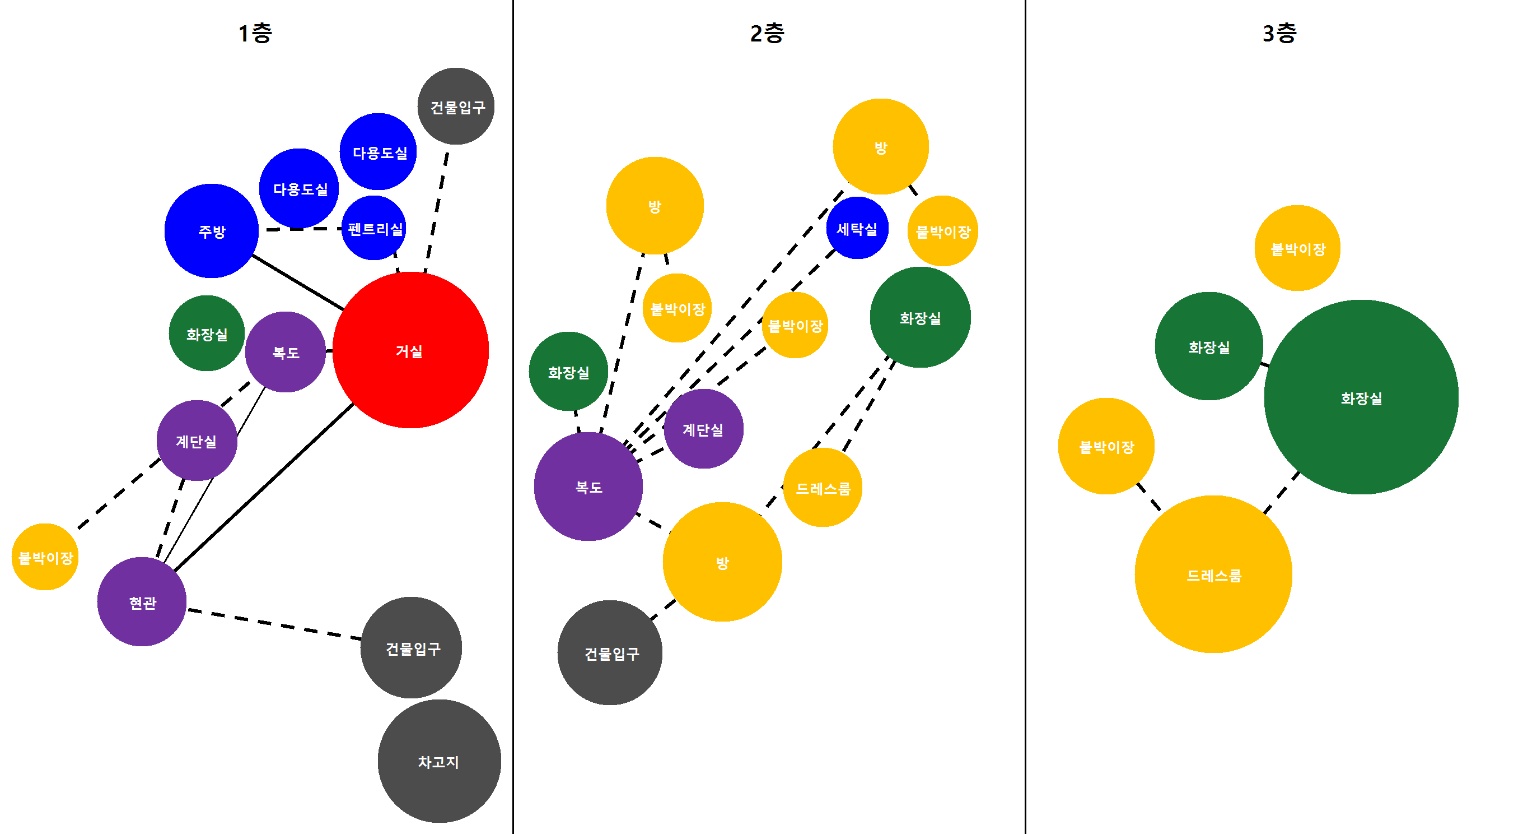 1층
건물입구
다용도실
다용도실
주방
펜트리실
화장실
복도
거실
계단실
붙박이장
현관
건물입구
차고지
2층
방
방
세탁실
붙박이장
붙박이장
붙박이장
화장실
화장실
계단실
복도
드레스룸
방
건물입구
3층
붙박이장
화장실
화장실
붙박이장
드레스룸